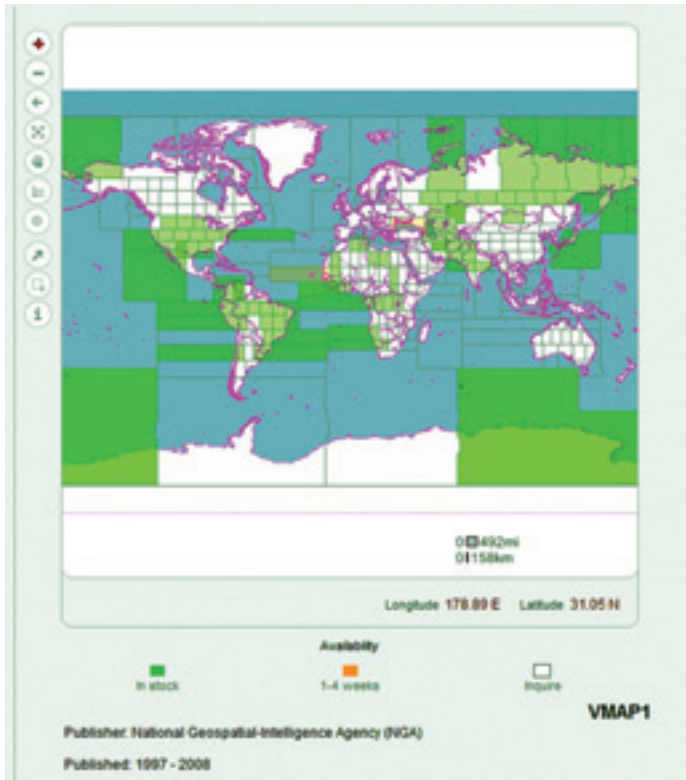 0 492mi
0 158km
Longitude 178.89 E Latitude 31.05 N
Availability
In stock 1-4 weeks Inquire
VMAP1
Publisher: National Geospatial-Intelligence Agency (NGA)
Published: 1997 - 2008